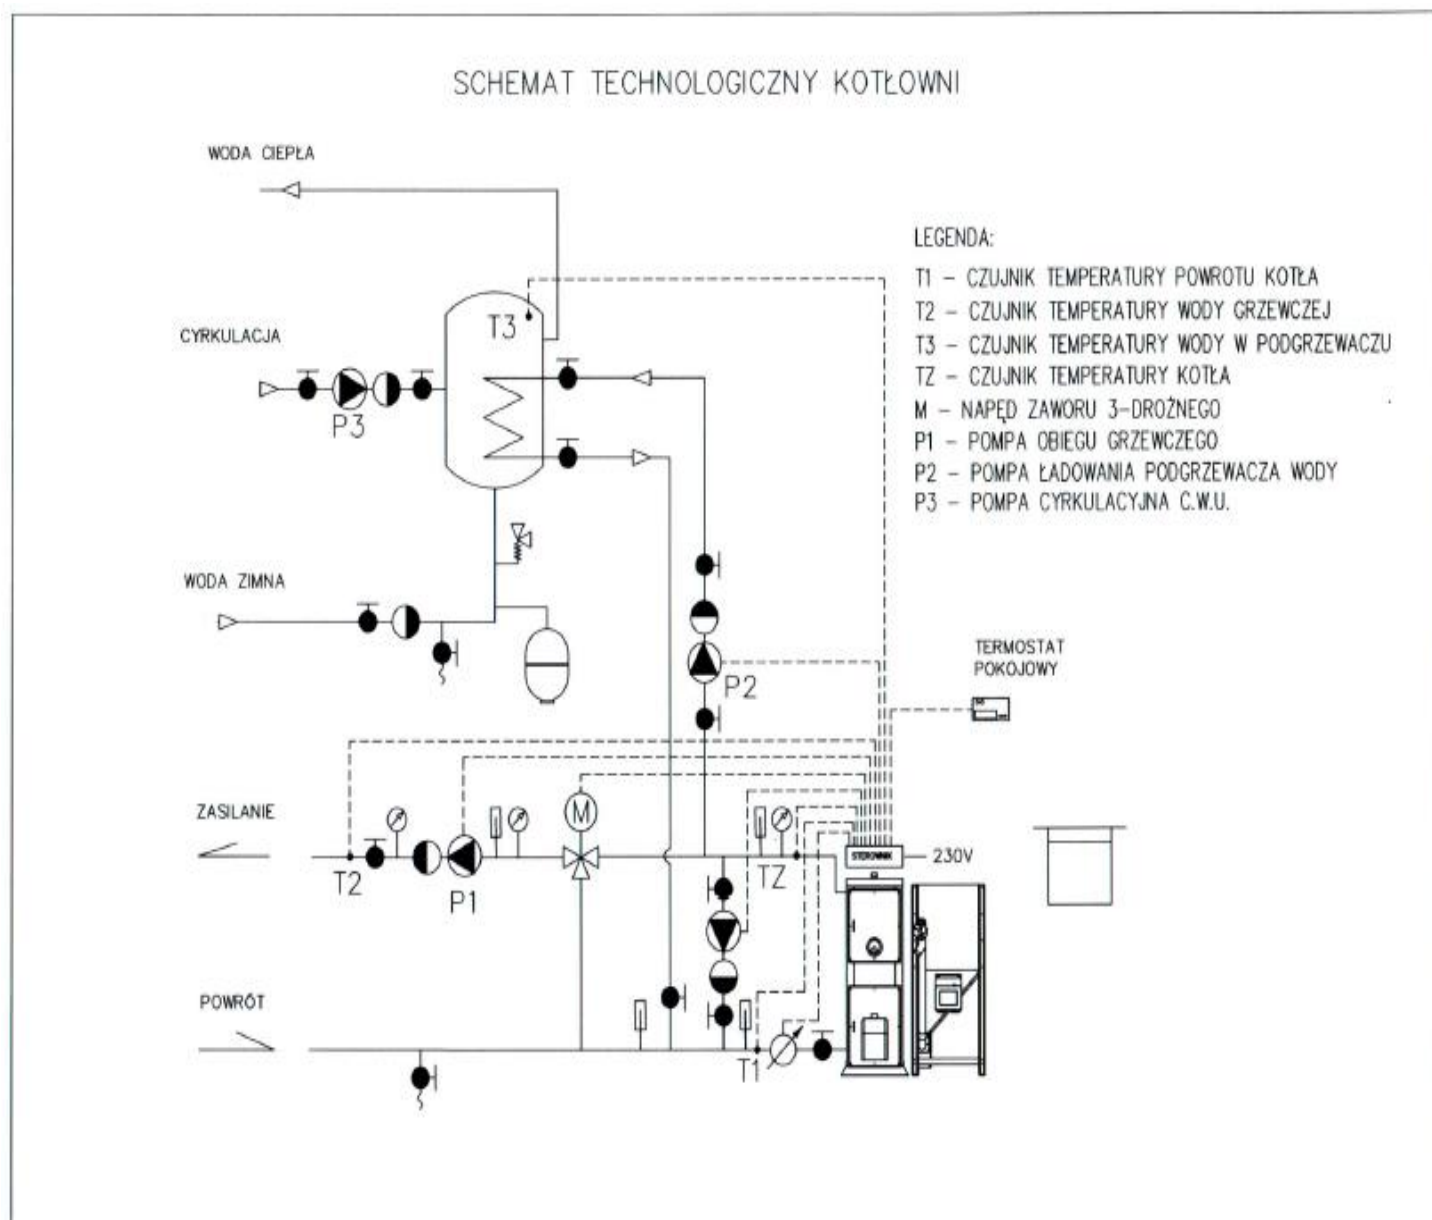 SCHEMAT TECHNOLOGICZNY KOTŁOWNI
WODA CIEPŁA
LEGENDA:
T1 – CZUJNIK TEMPERATURY POWROTU KOTŁA
T2 – CZUJNIK TEMPERATURY WODY GRZEWCZEJ
T3 – CZUJNIK TEMPERATURY WODY W PODGRZEWACZU
TZ – CZUJNIK TEMPERATURY KOTŁA
M – NAPĘD ZAWORU 3–DROŻNEGO
P1 – POMPA OBIEGU GRZEWCZEGO
P2 – POMPA ŁADOWANIA PODGRZEWACZA WODY
P3 – POMPA CYRKULACYJNA C.W.U.
T3
CYRKULACJA
P3
WODA ZIMNA
TERMOSTAT
POKOJOWY
P2
ZASILANIE
M
T2
P1
TZ
STEROWNIK
230V
POWRÓT
T1